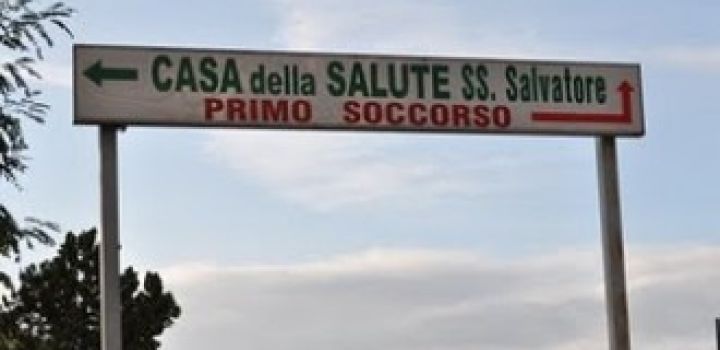 CASA della SALUTE SS. Salvatore
PRIMO SOCCORSO